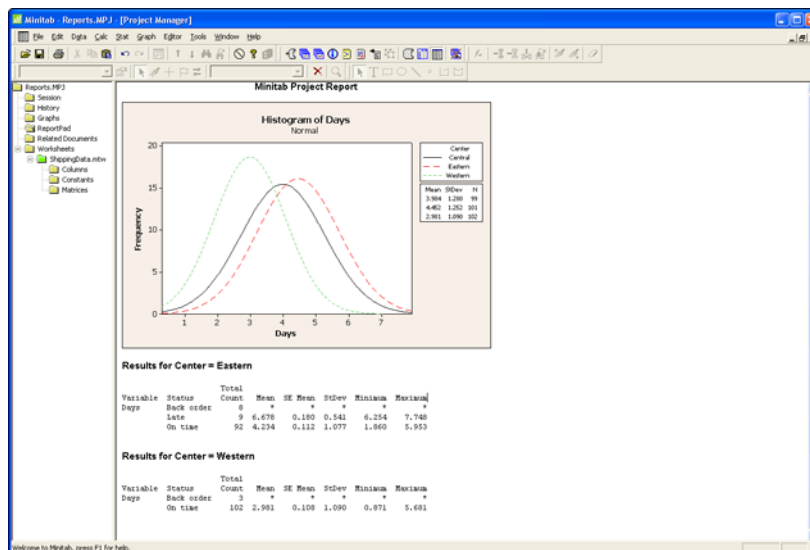 Minitab - Reports.MPJ - [Project Manager]
File Edit Data Calc Stat Graph Editor Tools Window Help
Reports.MPJ
Session
History
Graphs
ReportPad
Related Documents
Worksheets
ShippingData.mtw
Columns
Constants
Matrices
Minitab Project Report
Histogram of Days
Normal
20
15
10
5
0
Frequency
1 2 3 4 5 6 7
Days
Center
Central
Eastern
Western
Mean StDev N
3.984 1.280 99
4.452 1.252 101
2.981 1.090 102
Results for Center = Eastern
Total
Variable Status Count Mean SE Mean StDev Minimum Maximum
Days Back order 8 * * * * *
Late 9 6.678 0.180 0.541 6.254 7.748
On time 92 4.234 0.112 1.077 1.860 5.953
Results for Center = Western
Total
Variable Status Count Mean SE Mean StDev Minimum Maximum
Days Back order 3 * * * * *
On time 102 2.981 0.108 1.090 0.871 5.681
Welcome to Minitab, press F1 for help.